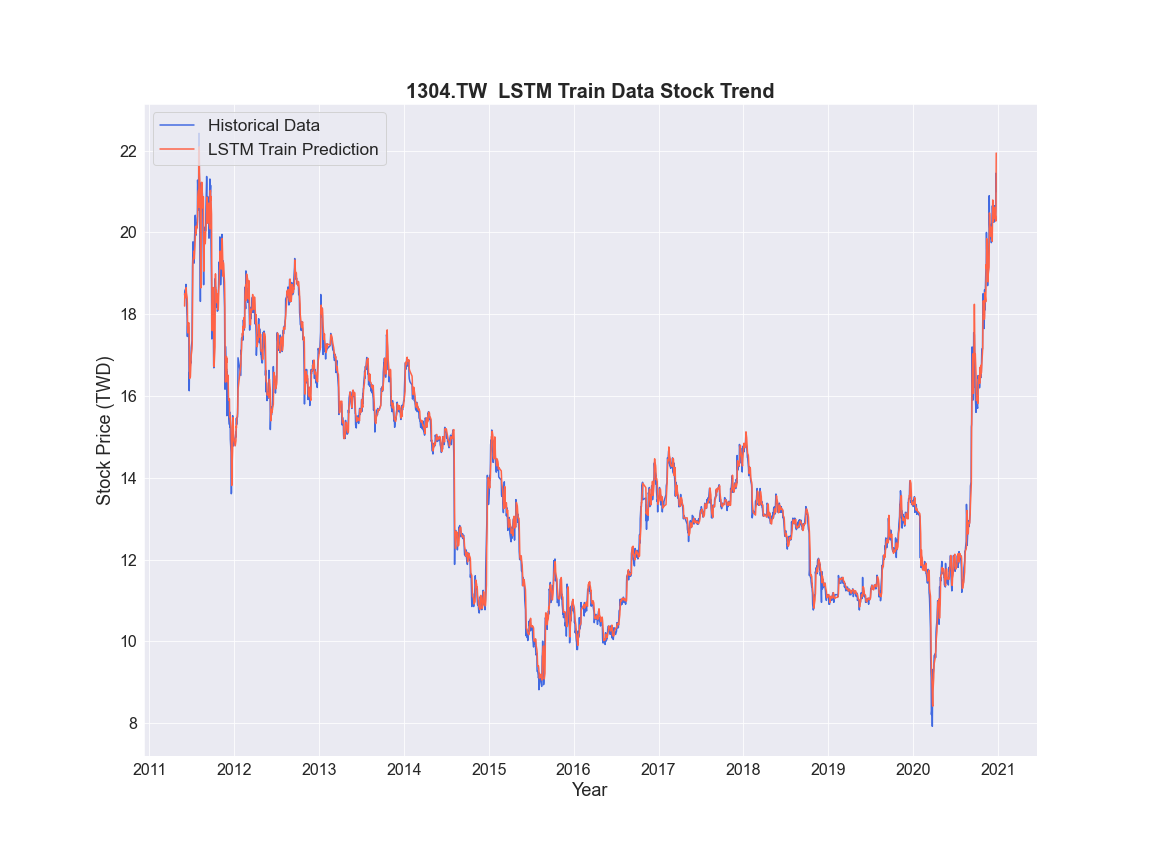 1304.TW  LSTM Train Data Stock Trend
Historical Data
LSTM Train Prediction
Stock Price (TWD)
22
20
18
16
14
12
10
8
2011 2012 2013 2014 2015 2016 2017 2018 2019 2020 2021
Year